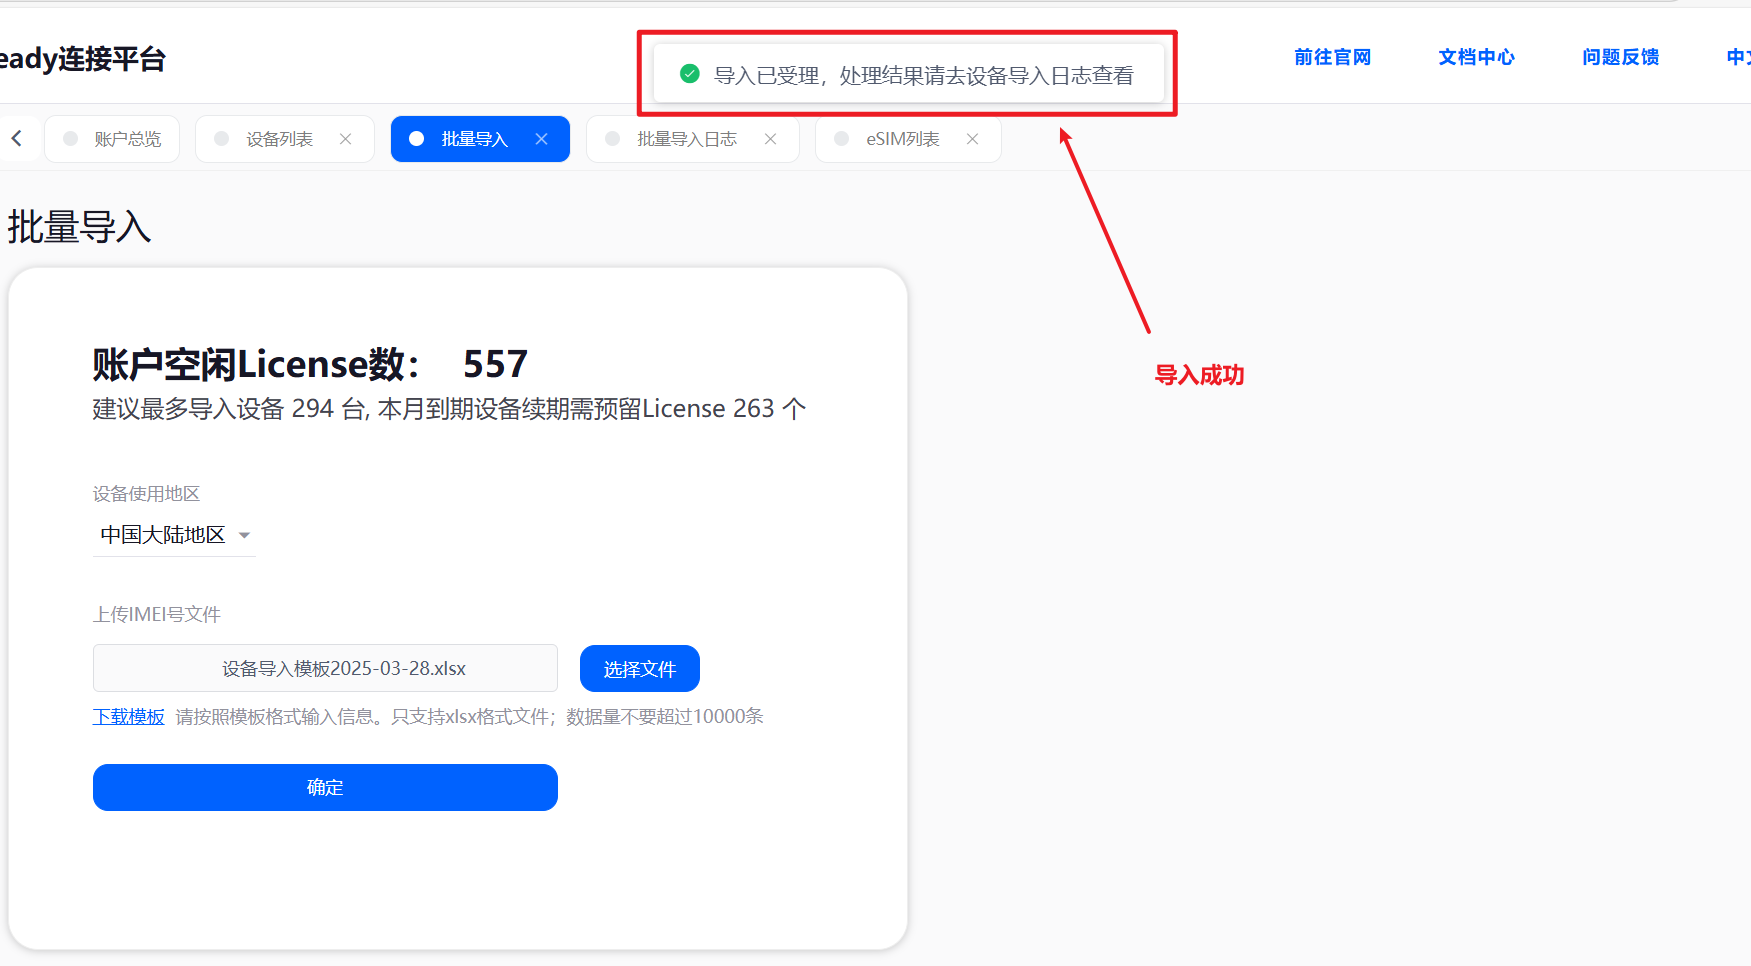 eady连接平台
导入已受理，处理结果请去设备导入日志查看
前往官网
文档中心
问题反馈
中文
账户总览
设备列表
批量导入
批量导入日志
eSIM列表
批量导入
账户空闲License数： 557
建议最多导入设备 294 台, 本月到期设备续期需预留License 263 个
导入成功
设备使用地区
中国大陆地区
上传IMEI号文件
设备导入模板2025-03-28.xlsx
选择文件
下载模板 请按照模板格式输入信息。只支持xlsx格式文件；数据量不要超过10000条
确定